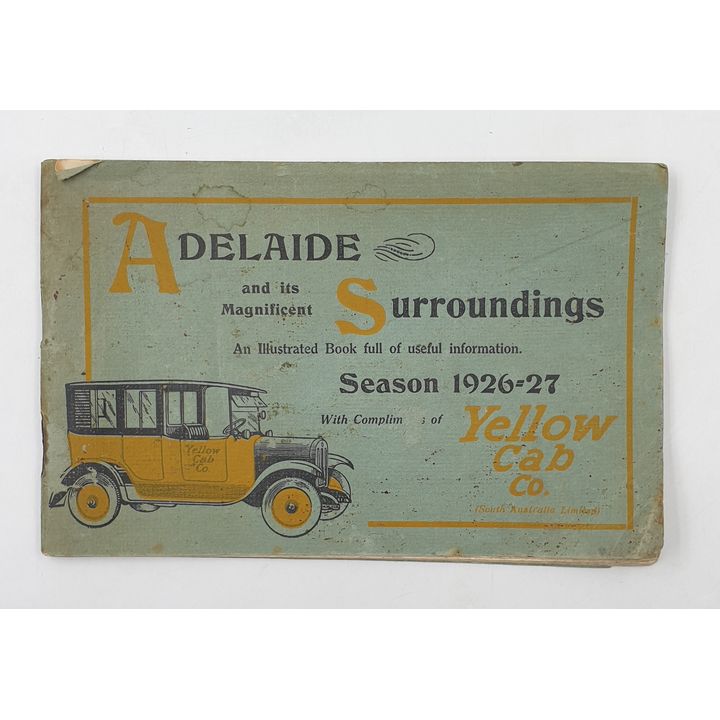 ADELAIDE
and its
Magnificent Surroundings
An Illustrated Book full of useful information.
Season 1926-27
With Complim s of Yellow
Cab
Co.
(South Australia Limited)
Yellow
Cab
Co.